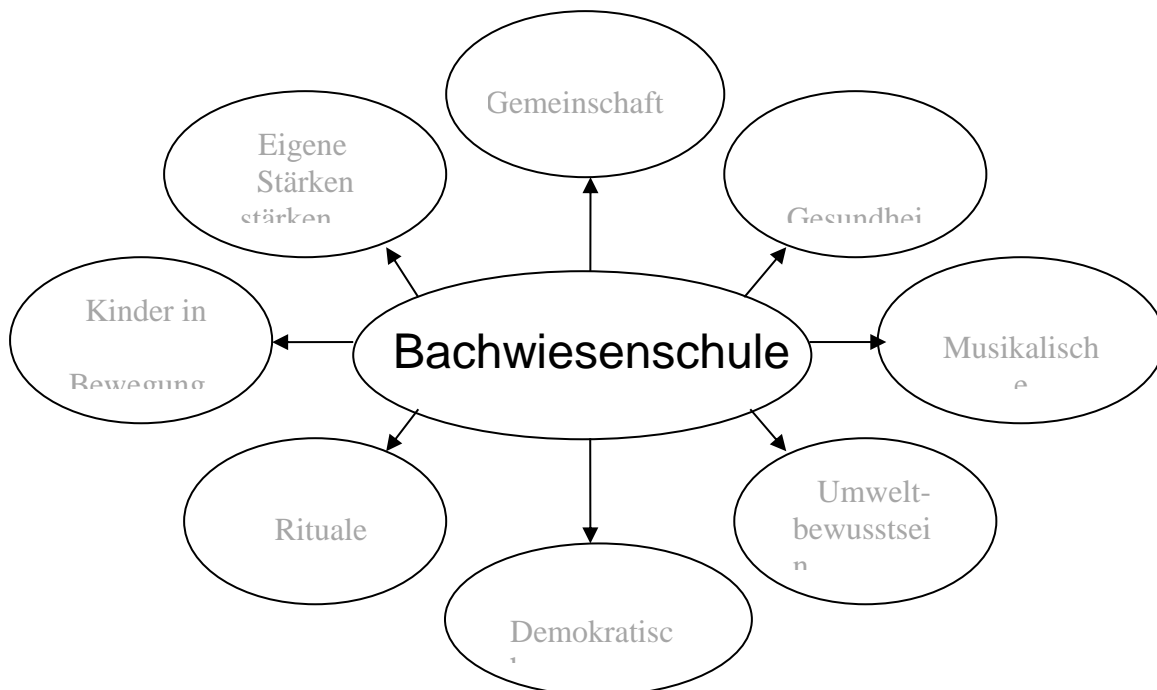 Gemeinschaft
Eigene
Stärken
stärken
Gesundhei
Kinder in
Bewegung
Bachwiesenschule
Musikalisch
e
Rituale
Umwelt-
bewusstsei
n
Demokratisc